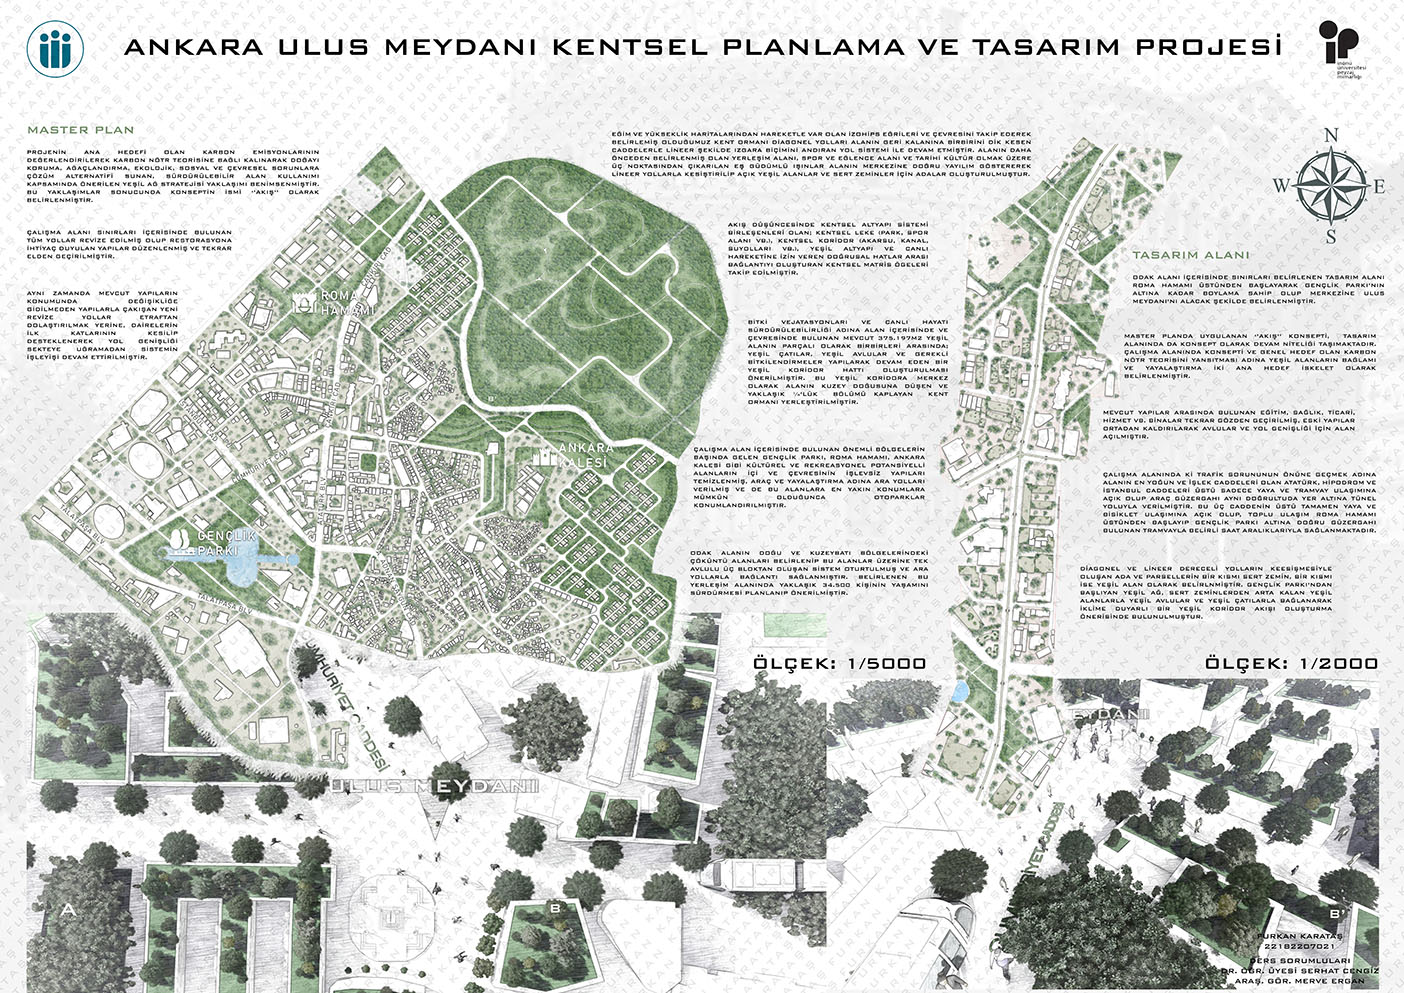 ANKARA ULUS MEYDANI KENTSEL PLANLAMA VE TASARIM PROJESİ
inönü
üniversitesi
peyzaj
mimarlığı
MASTER PLAN
PROJENİN ANA HEDEFİ OLAN KARBON EMİSYONLARININ
DEĞERLENDİRİLEREK KARBON NÖTR TEORİSİNE BAĞLI KALINARAK DOĞAYI
KORUMA, AĞAÇLANDIRMA, EKOLOJİK, SOSYAL VE ÇEVRESEL SORUNLARA
ÇÖZÜM ALTERNATİFİ SUNAN, SÜRDÜRÜLEBİLİR ALAN KULLANIMI
KAPSAMINDA ÖNERİLEN YEŞİL AĞ STRATEJİSİ YAKLAŞIMI BENİMSENMİŞTİR.
BU YAKLAŞIMLAR SONUCUNDA KONSEPTİN İSMİ "AKIŞ" OLARAK
BELİRLENMİŞTİR.
ÇALIŞMA ALANI SINIRLARI İÇERİSİNDE BULUNAN
TÜM YOLLAR REVİZE EDİLMİŞ OLUP RESTORASYONA
İHTİYAÇ DUYULAN YAPILAR DÜZENLENMİŞ VE TEKRAR
ELDEN GEÇİRİLMİŞTİR.
AYNI ZAMANDA MEVCUT YAPILARIN
KONUMUNDA DEĞİŞİKLİĞE
GİDİLMEDEN YAPILARLA ÇAKIŞAN YENİ
REVİZE YOLLAR ETRAFTAN
DOLAŞTIRILMAK YERİNE, DAİRELERİN
İLK KATLARININ KESİLİP
DESTEKLENEREK YOL GENİŞLİĞİ
SEKTEYE UĞRAMADAN SİSTEMİN
İŞLEYİŞİ DEVAM ETTİRİLMİŞTİR.
EĞİM VE YÜKSEKLİK HARİTALARINDAN HAREKETLE VAR OLAN İZOHİPS EĞRİLERİ VE ÇEVRESİNİ TAKİP EDEREK
BELİRLEMİŞ OLDUĞUMUZ KENT ORMANI DİAGONEL YOLLARI ALANIN GERİ KALANINA BİRBİRİNİ DİK KESEN
CADDELERLE LİNEER ŞEKİLDE IZGARA BİÇİMİNİ ANDIRAN YOL SİSTEMİ İLE DEVAM ETMİŞTİR. ALANIN DAHA
ÖNCEDEN BELİRLENMİŞ OLAN YERLEŞİM ALANI, SPOR VE EĞLENCE ALANI VE TARİHİ KÜLTÜR OLMAK ÜZERE
ÜÇ NOKTASINDAN ÇIKARILAN EŞ GÜDÜMLÜ IŞINLAR ALANIN MERKEZİNE DOĞRU YAYILIM GÖSTEREREK
LİNEER YOLLARLA KESİŞTİRİLİP AÇIK YEŞİL ALANLAR VE SERT ZEMİNLER İÇİN ADALAR OLUŞTURULMUŞTUR.
AKIŞ DÜŞÜNCESİNDE KENTSEL ALTYAPI SİSTEMİ
BİRLEŞENLERİ OLAN; KENTSEL LEKE (PARK, SPOR
ALANI VB.), KENTSEL KORİDOR (AKARSU, KANAL,
SUYOLLARI VB.), YEŞİL ALTYAPI VE CANLI
HAREKETİNE İZİN VEREN DOĞRUSAL HATLAR ARASI
BAĞLANTIYI OLUŞTURAN KENTSEL MATRİS ÖGELERİ
TAKİP EDİLMİŞTİR.
BİTKİ VEJATASYONLARI VE CANLI HAYATI
SÜRDÜRÜLEBİLİRLİĞİ ADINA ALAN İÇERİSİNDE VE
ÇEVRESİNDE BULUNAN MEVCUT 375.197M2 YEŞİL
ALANIN PARÇALI OLARAK BİRBİRLERİ ARASINDA;
YEŞİL ÇATILAR, YEŞİL AVLULAR VE GEREKLİ
BİTKİLENDİRMELER YAPILARAK DEVAM EDEN BİR
YEŞİL KORİDOR HATTI OLUŞTURULMASI
ÖNERİLMİŞTİR. BU YEŞİL KORİDORA MERKEZ
OLARAK ALANIN KUZEY DOĞUSUNA DÜŞEN VE
YAKLAŞIK ¼'LÜK BÖLÜMÜ KAPLAYAN KENT
ORMANI YERLEŞTİRİLMİŞTİR.
ÇALIŞMA ALAN İÇERİSİNDE BULUNAN ÖNEMLİ BÖLGELERİN
BAŞINDA GELEN GENÇLİK PARKI, ROMA HAMAMI, ANKARA
KALESİ GİBİ KÜLTÜREL VE REKREASYONEL POTANSİYELLİ
ALANLARIN İÇİ VE ÇEVRESİNİN İŞLEVSİZ YAPILARI
TEMİZLENMİŞ, ARAÇ VE YAYALAŞTIRMA ADINA ARA YOLLARI
VERİLMİŞ VE DE BU ALANLARA EN YAKIN KONUMLARA
MÜMKÜN OLDUĞUNCA OTOPARKLAR
KONUMLANDIRILMIŞTIR.
ODAK ALANIN DOĞU VE KUZEYBATI BÖLGELERİNDEKİ
ÇÖKÜNTÜ ALANLARI BELİRLENİP BU ALANLAR ÜZERİNE TEK
AVLULU ÜÇ BLOKTAN OLUŞAN SİSTEM OTURTULMUŞ VE ARA
YOLLARLA BAĞLANTI SAĞLANMIŞTIR. BELİRLENEN BU
YERLEŞİM ALANINDA YAKLAŞIK 34.500 KİŞİNİN YAŞAMINI
SÜRDÜRMESİ PLANLANIP ÖNERİLMİŞTİR.
ÖLÇEK: 1/5000
N
W E
S
TASARIM ALANI
ODAK ALANI İÇERİSİNDE SINIRLARI BELİRLENEN TASARIM ALANI
ROMA HAMAMI ÜSTÜNDEN BAŞLAYARAK GENÇLİK PARKI'NIN
ALTINA KADAR BOYLAMA SAHİP OLUP MERKEZİNE ULUS
MEYDANI'NI ALACAK ŞEKİLDE BELİRLENMİŞTİR.
MASTER PLANDA UYGULANAN "AKIŞ" KONSEPTİ, TASARIM
ALANINDA DA KONSEPT OLARAK DEVAM NİTELİĞİ TAŞIMAKTADIR.
ÇALIŞMA ALANINDA KONSEPTİ VE GENEL HEDEF OLAN KARBON
NÖTR TEORİSİNİ YANSITMASI ADINA YEŞİL ALANLARIN BAĞLAMI
VE YAYALAŞTIRMA İKİ ANA HEDEF İSKELET OLARAK
BELİRLENMİŞTİR.
MEVCUT YAPILAR ARASINDA BULUNAN EĞİTİM, SAĞLIK, TİCARİ,
HİZMET VB. BİNALAR TEKRAR GÖZDEN GEÇİRİLMİŞ, ESKİ YAPILAR
ORTADAN KALDIRILARAK AVLULAR VE YOL GENİŞLİĞİ İÇİN ALAN
AÇILMIŞTIR.
ÇALIŞMA ALANINDA Kİ TRAFİK SORUNUNUN ÖNÜNE GEÇMEK ADINA
ALANIN EN YOĞUN VE İŞLEK CADDELERİ OLAN ATATÜRK, HİPODROM VE
İSTANBUL CADDELERİ ÜSTÜ SADECE YAYA VE TRAMVAY ULAŞIMINA
AÇIK OLUP ARAÇ GÜZERGAHI AYNI DOĞRULTUDA YER ALTINA TÜNEL
YOLUYLA VERİLMİŞTİR. BU ÜÇ CADDENİN ÜSTÜ TAMAMEN YAYA VE
BİSİKLET ULAŞIMINA AÇIK OLUP, TOPLU ULAŞIM ROMA HAMAMI
ÜSTÜNDEN BAŞLAYIP GENÇLİK PARKI ALTINA DOĞRU GÜZERGAHI
BULUNAN TRAMVAYLA BELİRLİ SAAT ARALIKLARIYLA SAĞLANMAKTADIR.
DİAGONEL VE LİNEER DERECELİ YOLLARIN KEESİŞMESİYLE
OLUŞAN ADA VE PARSELLERİN BİR KISMI SERT ZEMİN, BİR KISMI
İSE YEŞİL ALAN OLARAK BELİRLNMİŞTİR. GENÇLİK PARKI'NDAN
BAŞLIYAN YEŞİL AĞ, SERT ZEMİNLERDEN ARTA KALAN YEŞİL
ALANLARLA YEŞİL AVLULAR VE YEŞİL ÇATILARLA BAĞLANARAK
İKLİME DUYARLI BİR YEŞİL KORİDOR AKIŞI OLUŞTURMA
ÖNERİSİNDE BULUNULMUŞTUR.
ÖLÇEK: 1/2000
ROMA
HAMAMI
B'
ANKARA
KALESİ
CUMHURİYET CAD
TALATPAŞA BLV
GENÇLİK
PARKI
TALATPAŞA BLV
UMHURİYET CADDESİ
ULUS MEYDANI
EYDANI
A
B
B'
FURKAN KARATAŞ
22182207021
DERS SORUMLULARI
DR. ÖĞR. ÜYESİ SERHAT CENGİZ
ARAŞ. GÖR. MERVE ERGAN